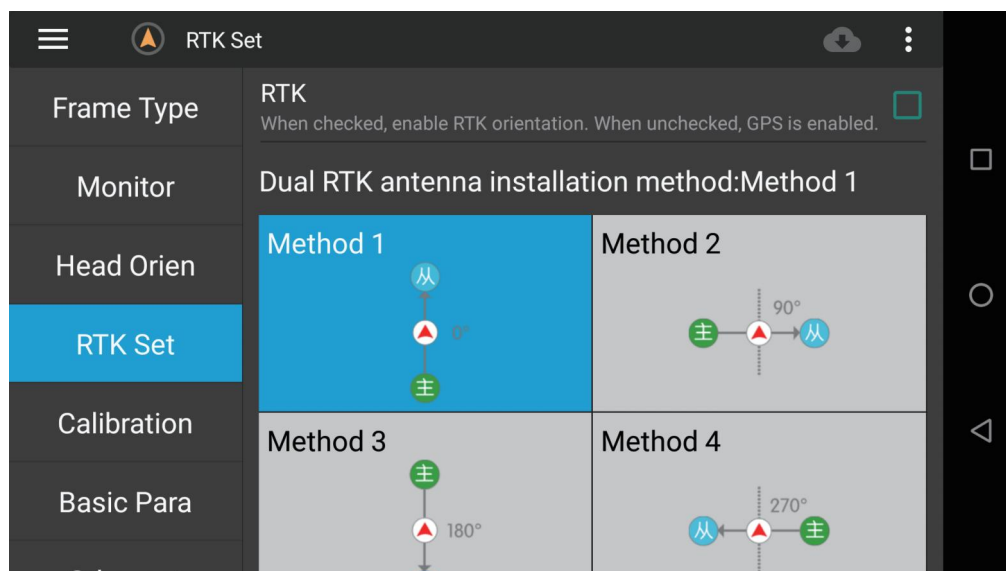 RTK Set
Frame Type
Monitor
Head Orien
RTK Set
Calibration
Basic Para
RTK
When checked, enable RTK orientation. When unchecked, GPS is enabled.
Dual RTK antenna installation method:Method 1
Method 1
从
0°
主
Method 2
90°
主
从
Method 3
主
180°
Method 4
270°
从
主